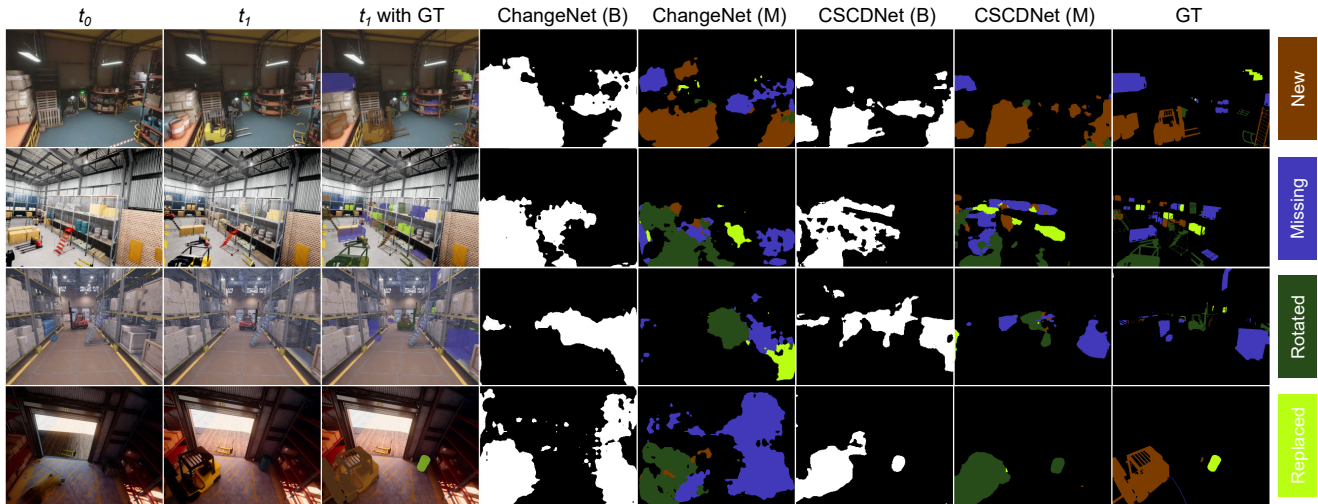 t₀ t₁ t₁ with GT ChangeNet (B) ChangeNet (M) CSCDNet (B) CSCDNet (M) GT
New
Missing
Rotated
Replaced